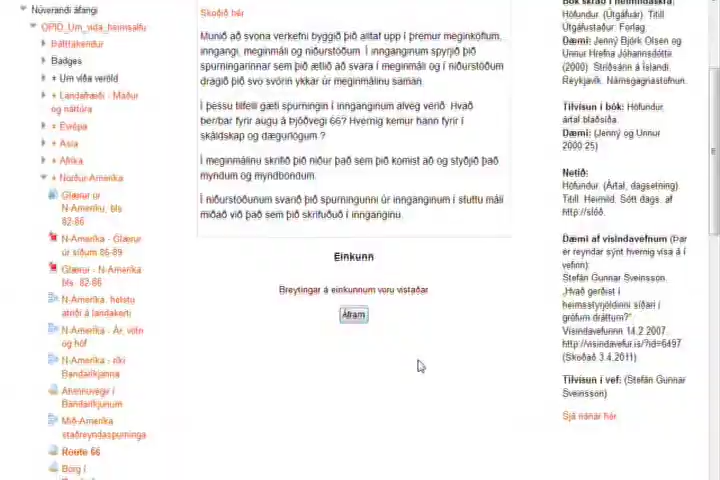 Núverandi áfangi
OPID_Um_vida_heimsalfu
Þátttakendur
Badges
Um víða veröld
Landafræði - Maður
og náttúra
Evrópa
Asía
Afríka
Norður-Ameríka
Glærur úr
N-Ameríku, bls.
82-86
N-Ameríka - Glærur
úr síðum 86-89
Glærur - N-Ameríka
bls. 82-86
N-Ameríka, helstu
atriði á landakorti
N-Ameríka - Ár, vötn
og höf
N-Ameríka - ríki
Bandaríkjanna
Atvinnuvegir í
Bandaríkjunum
Mið-Ameríka
staðreyndaspurninga
Route 66
Borg í
Skoðið hér
Munið að svona verkefni byggið þið alltaf upp í þremur meginköflum,
inngangi, meginmáli og niðurstöðum. Í innganginum spyrjið þið
spurningarinnar sem þið ætlið að svara í meginmáli og í niðurstöðum
dragið þið svo svörin ykkar úr meginmálinu saman.
Í þessu tilfelli gæti spurningin í innganginum alveg verið: Hvað
ber/bar fyrir augu á Þjóðvegi 66? Hvernig kemur hann fyrir í
skáldskap og dægurlögum ?
Í meginmálinu skrifið þið niður það sem þið komist að og styðjið það
myndum og myndböndum.
Í niðurstöðunum svarið þið spurningunni úr innganginum í stuttu máli
miðað við það sem þið skrifuðuð í innganginu.
Einkunn
Breytingar á einkunnum voru vistaðar
Áfram
Bók skráð í heimildaskrá:
Höfundur. (Útgáfuár). Titill.
Útgáfustaður: Forlag.
Dæmi: Jenný Björk Olsen og
Unnur Hrefna Jóhannsdóttir.
(2000). Stríðsárin á Íslandi.
Reykjavík. Námsgagnastofnun.
Tilvísun í bók: Höfundur,
ártal:blaðsíða.
Dæmi: (Jenný og Unnur
2000:25)
Netið:
Höfundur. (Ártal, dagsetning).
Titill. Heimild. Sótt dags. af
http://slóð.
Dæmi af vísindavefnum (Þar
er reyndar sýnt hvernig vísa á í
vefinn):
Stefán Gunnar Sveinsson.
„Hvað gerðist í
heimsstyrjöldinni síðari í
grófum dráttum?“.
Vísindavefurinn 14.2.2007.
http://visindavefur.is/?id=6497
(Skoðað 3.4.2011)
Tilvísun í vef: (Stefán Gunnar
Sveinsson)
Sjá nánar hér